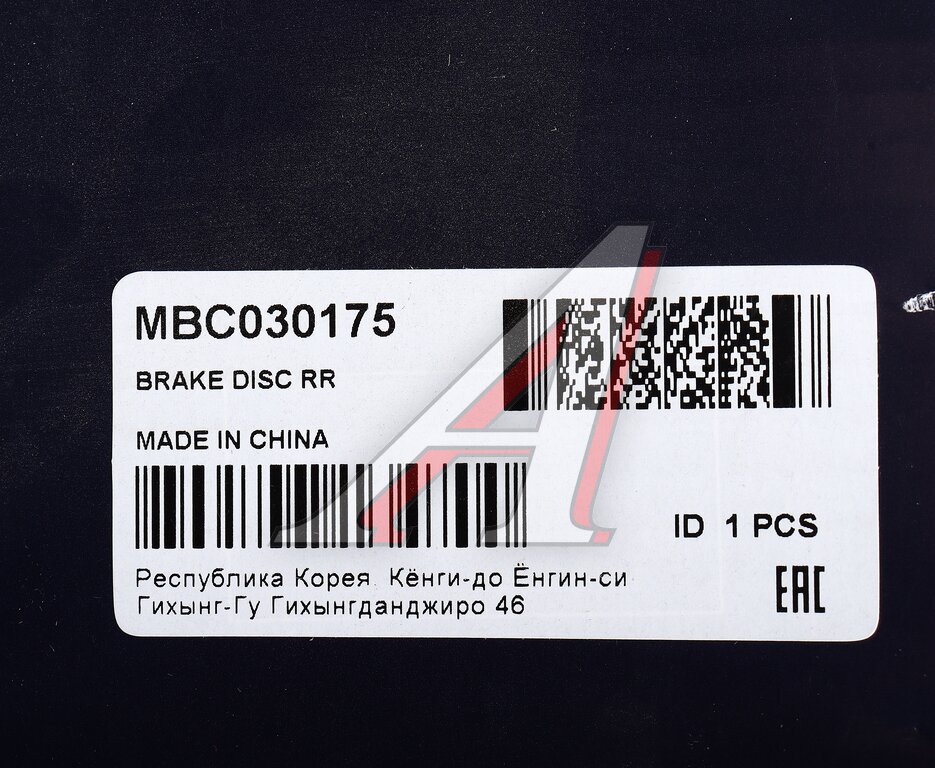 MBC030175
BRAKE DISC RR
MADE IN CHINA
ID 1 PCS
Республика Корея Кёнги-до Ёнгин-си
Гихынг-Гу Гихынгданджиро 46
EAC